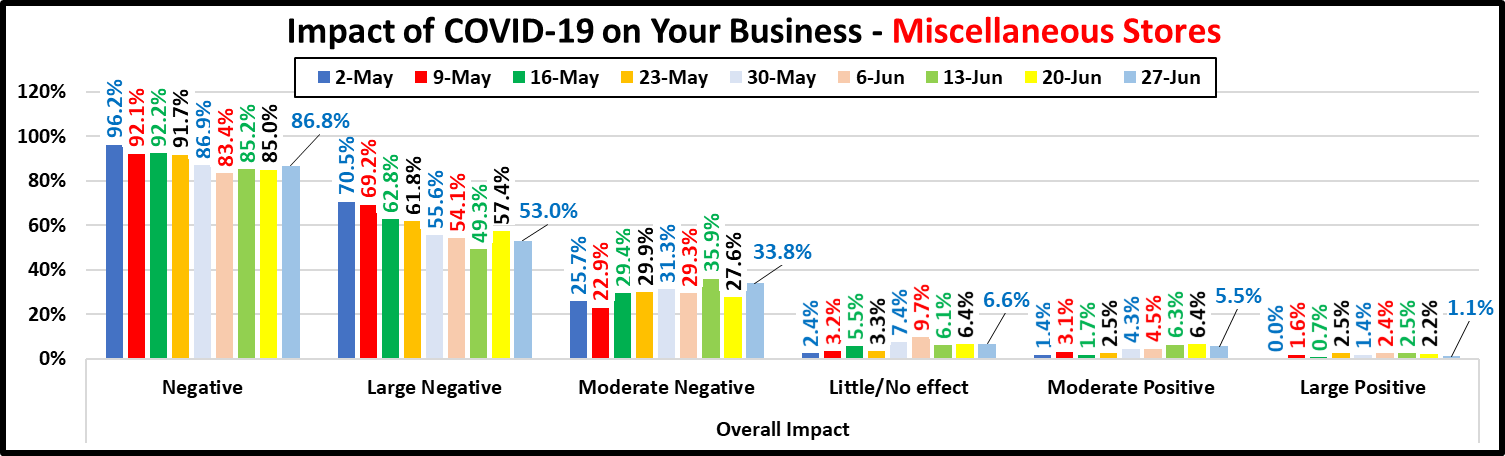 Impact of COVID-19 on Your Business - Miscellaneous Stores
2-May 9-May 16-May 23-May 30-May 6-Jun 13-Jun 20-Jun 27-Jun
120%
100%
80%
60%
40%
20%
0%
96.2% 92.1% 92.2% 91.7% 86.9% 83.4% 85.2% 85.0% 86.8%
70.5% 69.2% 62.8% 61.8% 55.6% 54.1% 49.3% 57.4% 53.0%
25.7% 22.9% 29.4% 29.9% 31.3% 29.3% 35.9% 27.6% 33.8%
2.4% 3.2% 5.5% 3.3% 7.4% 9.7% 6.1% 6.4% 6.6%
1.4% 3.1% 1.7% 2.5% 4.3% 4.5% 6.3% 6.4% 5.5%
0.0% 1.6% 0.7% 2.5% 1.4% 2.4% 2.5% 2.2% 1.1%
Negative Large Negative Moderate Negative Little/No effect Moderate Positive Large Positive
Overall Impact